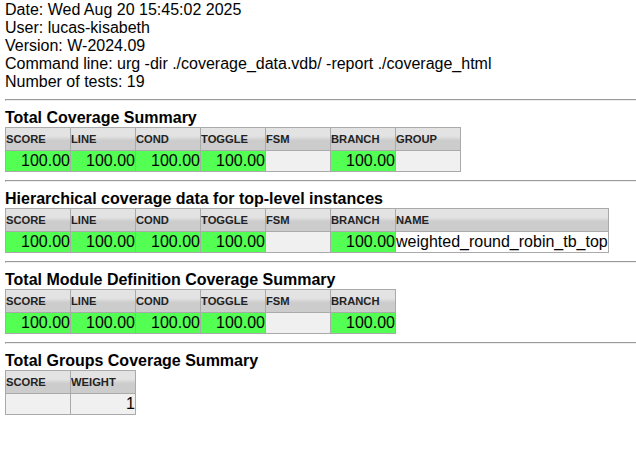 Date: Wed Aug 20 15:45:02 2025
User: lucas-kisabeth
Version: W-2024.09
Command line: urg -dir ./coverage_data.vdb/ -report ./coverage_html
Number of tests: 19
Total Coverage Summary
SCORE LINE COND TOGGLE FSM BRANCH GROUP
100.00 100.00 100.00 100.00 100.00
Hierarchical coverage data for top-level instances
SCORE LINE COND TOGGLE FSM BRANCH NAME
100.00 100.00 100.00 100.00 100.00 weighted_round_robin_tb_top
Total Module Definition Coverage Summary
SCORE LINE COND TOGGLE FSM BRANCH
100.00 100.00 100.00 100.00 100.00
Total Groups Coverage Summary
SCORE WEIGHT
1